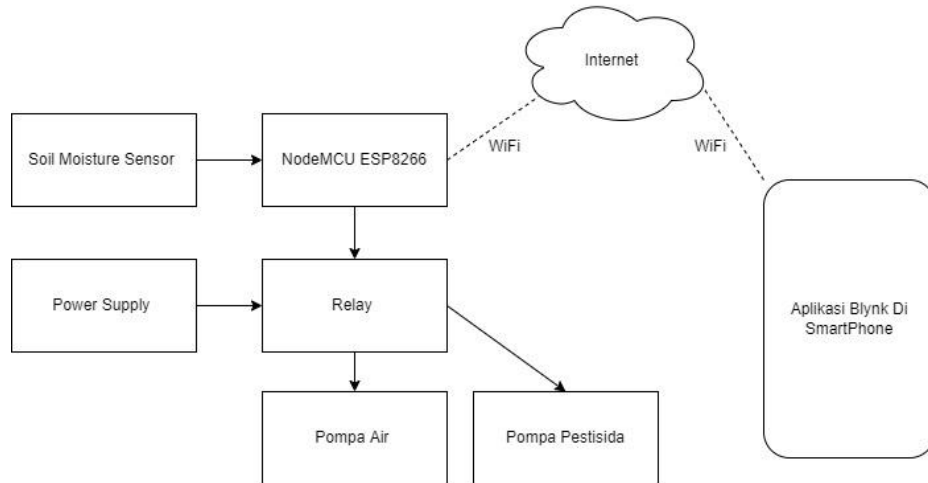 Internet
WiFi
WiFi
Soil Moisture Sensor
NodeMCU ESP8266
Power Supply
Relay
Aplikasi Blynk Di
SmartPhone
Pompa Air
Pompa Pestisida